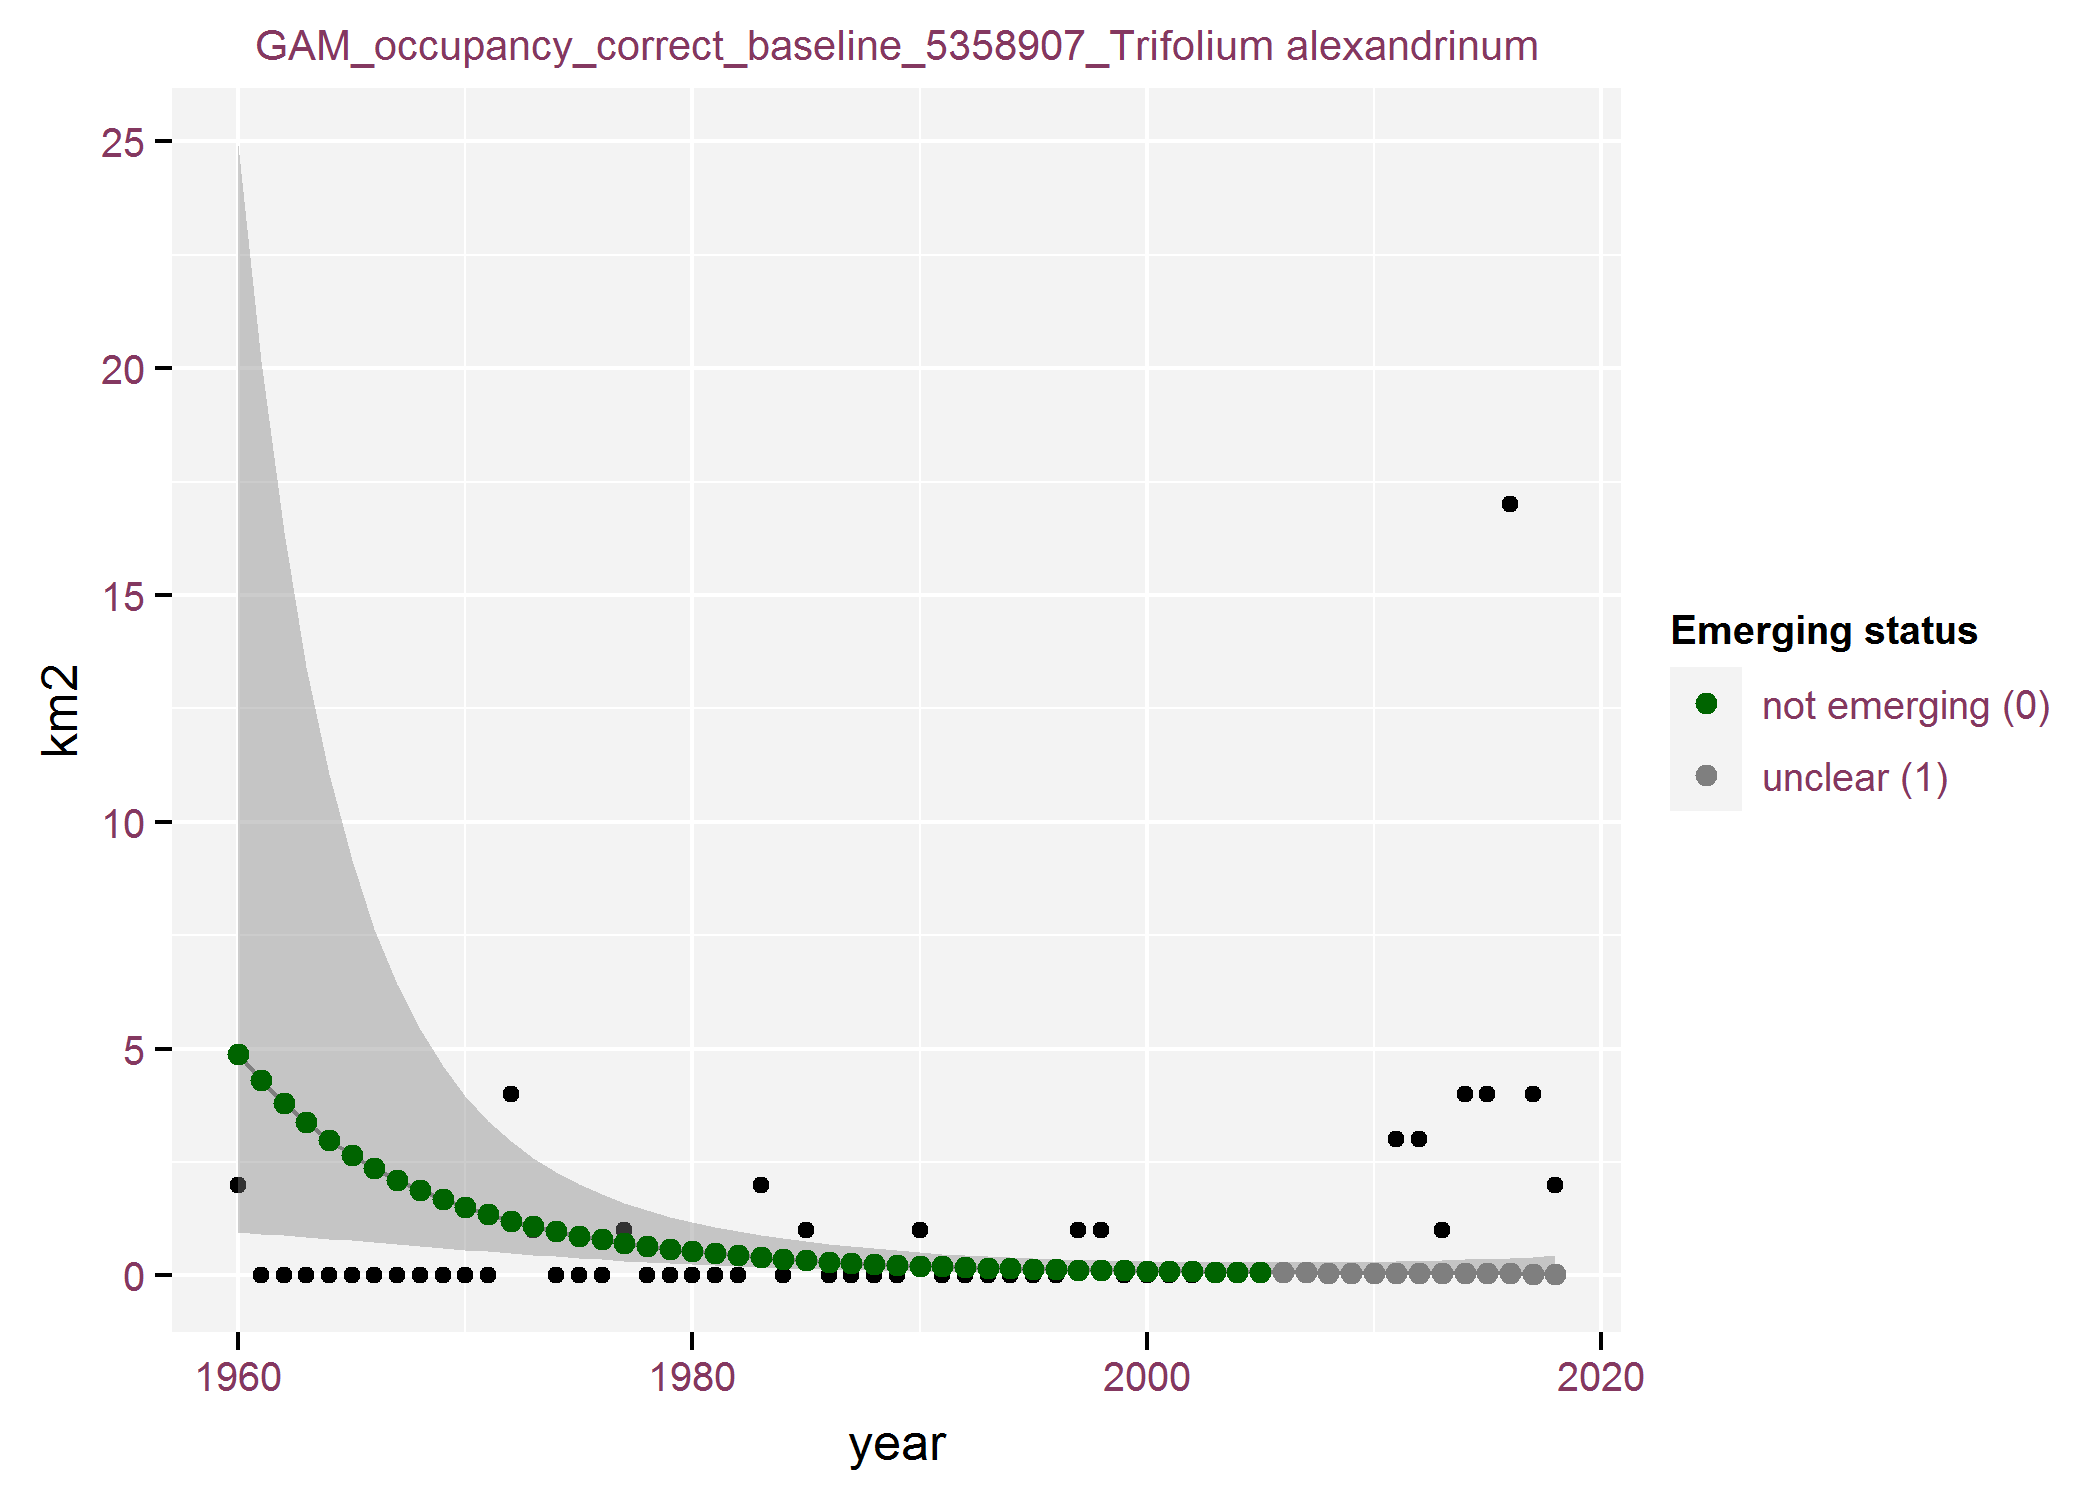 GAM_occupancy_correct_baseline_5358907_Trifolium alexandrinum
25
20
15
10
5
0
km2
1960
1980
2000
2020
year
Emerging status
not emerging (0)
unclear (1)